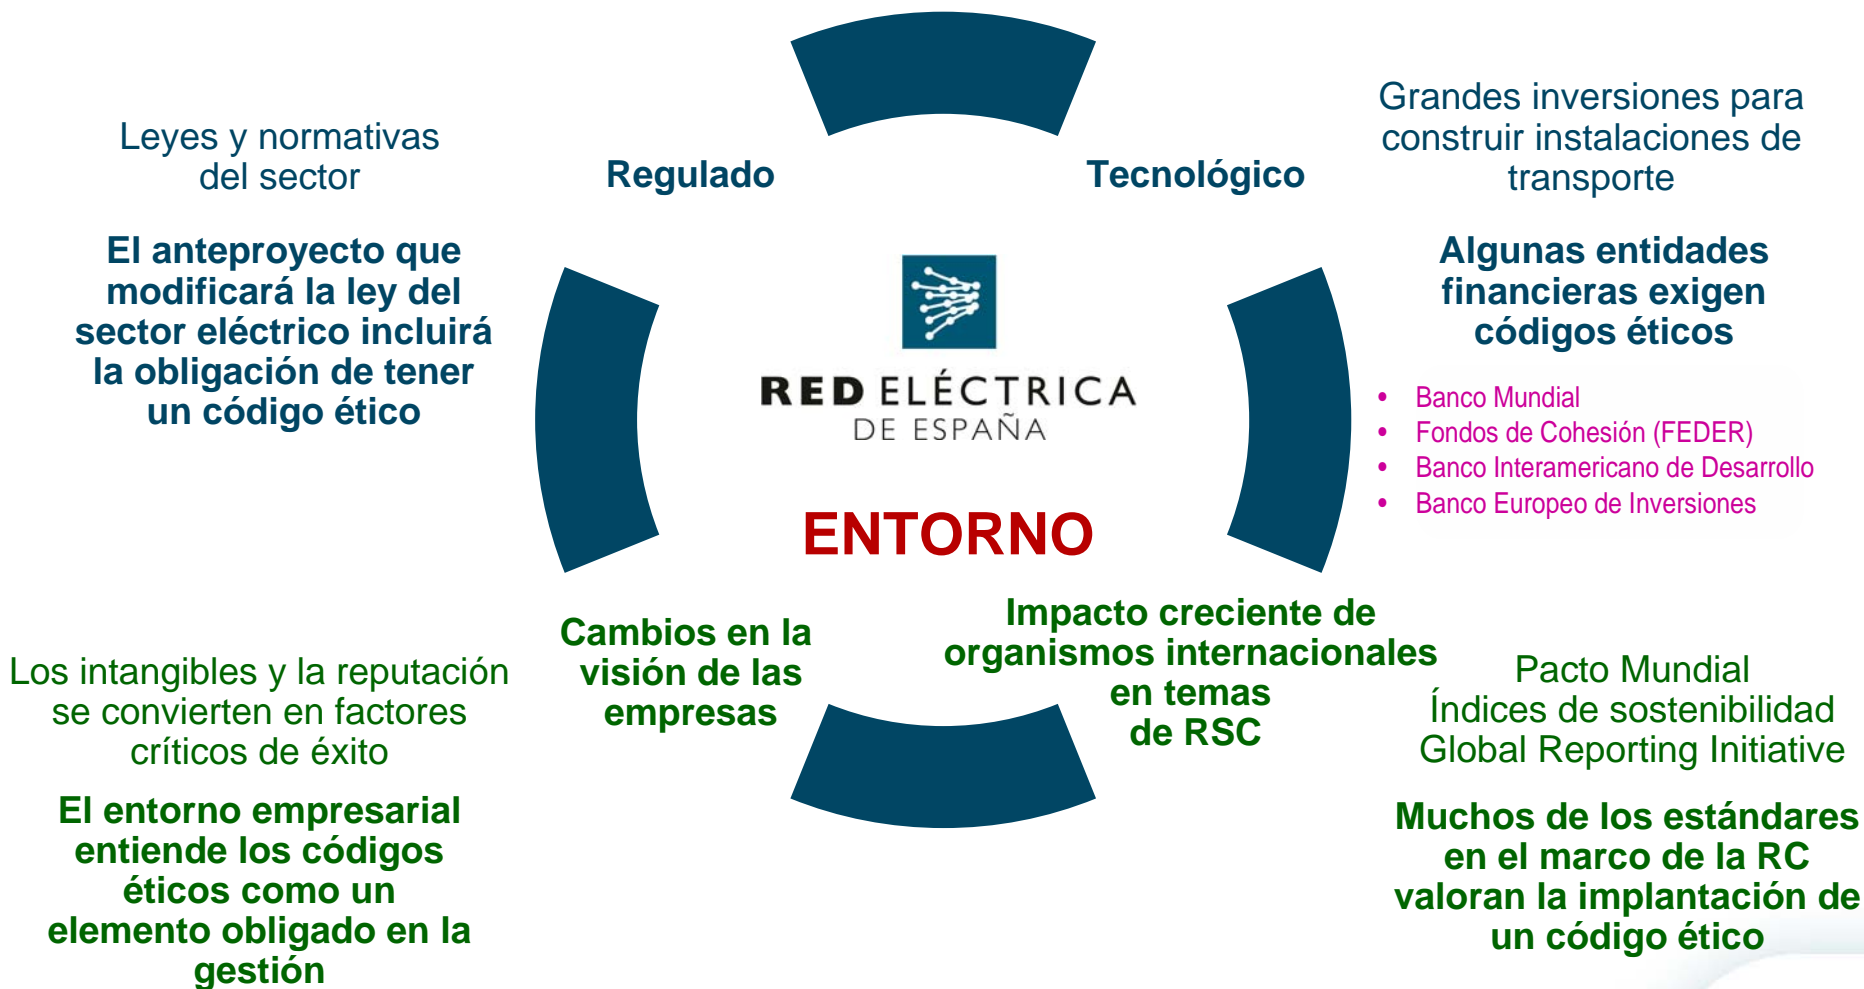 Leyes y normativas
del sector
El anteproyecto que
modificará la ley del
sector eléctrico incluirá
la obligación de tener
un código ético
Regulado
Tecnológico
Grandes inversiones para
construir instalaciones de
transporte
Algunas entidades
financieras exigen
códigos éticos
• Banco Mundial
• Fondos de Cohesión (FEDER)
• Banco Interamericano de Desarrollo
• Banco Europeo de Inversiones
RED ELÉCTRICA
DE ESPAÑA
ENTORNO
Los intangibles y la reputación
se convierten en factores
críticos de éxito
El entorno empresarial
entiende los códigos
éticos como un
elemento obligado en la
gestión
Cambios en la
visión de las
empresas
Impacto creciente de
organismos internacionales
en temas
de RSC
Pacto Mundial
Índices de sostenibilidad
Global Reporting Initiative
Muchos de los estándares
en el marco de la RC
valoran la implantación de
un código ético